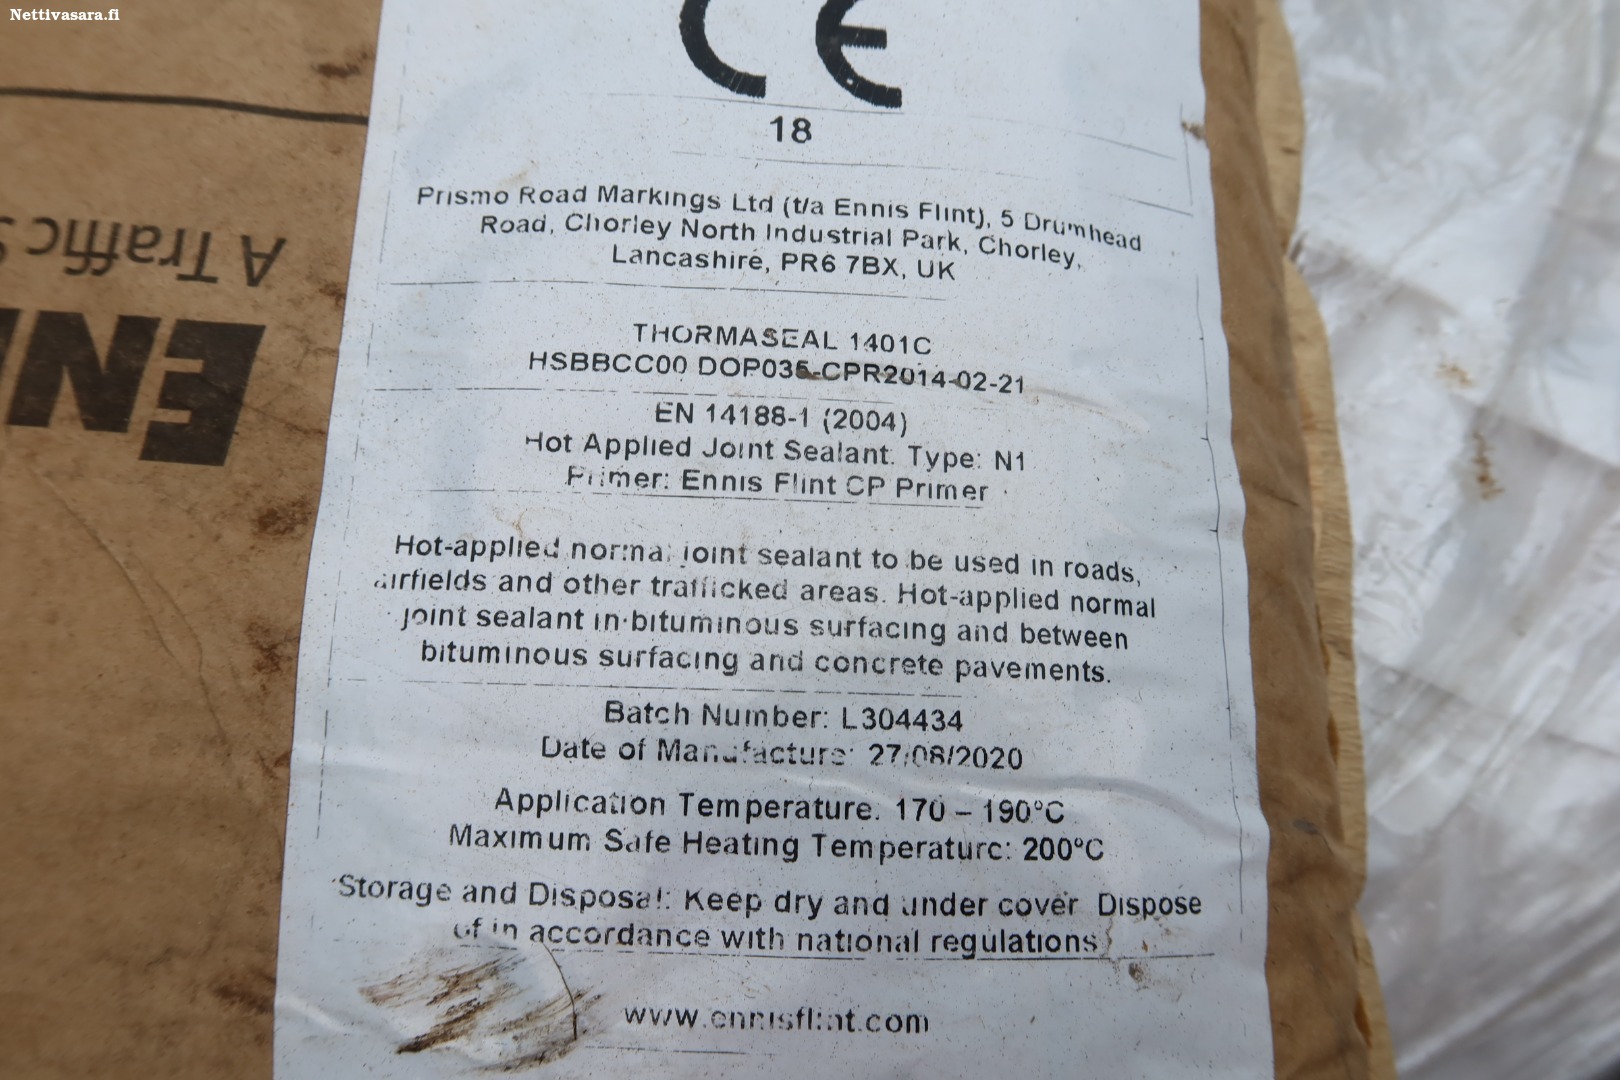 Nettivasara.fi
CE
18
Prismo Road Markings Ltd (t/a Ennis Flint), 5 Drumhead
Road, Chorley North Industrial Park, Chorley,
Lancashire, PR6 7BX, UK
THORMASEAL 1401C
HSBBCC00 DOP035-CPR2014-02-21
EN 14188-1 (2004)
Hot Applied Joint Sealant. Type: N1
Primer: Ennis Flint CP Primer
Hot-applied normal joint sealant to be used in roads,
airfields and other trafficked areas. Hot-applied normal
joint sealant in bituminous surfacing and between
bituminous surfacing and concrete pavements.
Batch Number: L304434
Date of Manufacture: 27/08/2020
Application Temperature: 170 – 190°C
Maximum Safe Heating Temperature: 200°C
Storage and Disposal: Keep dry and under cover. Dispose
of in accordance with national regulations
www.ennisflint.com
A Traffic